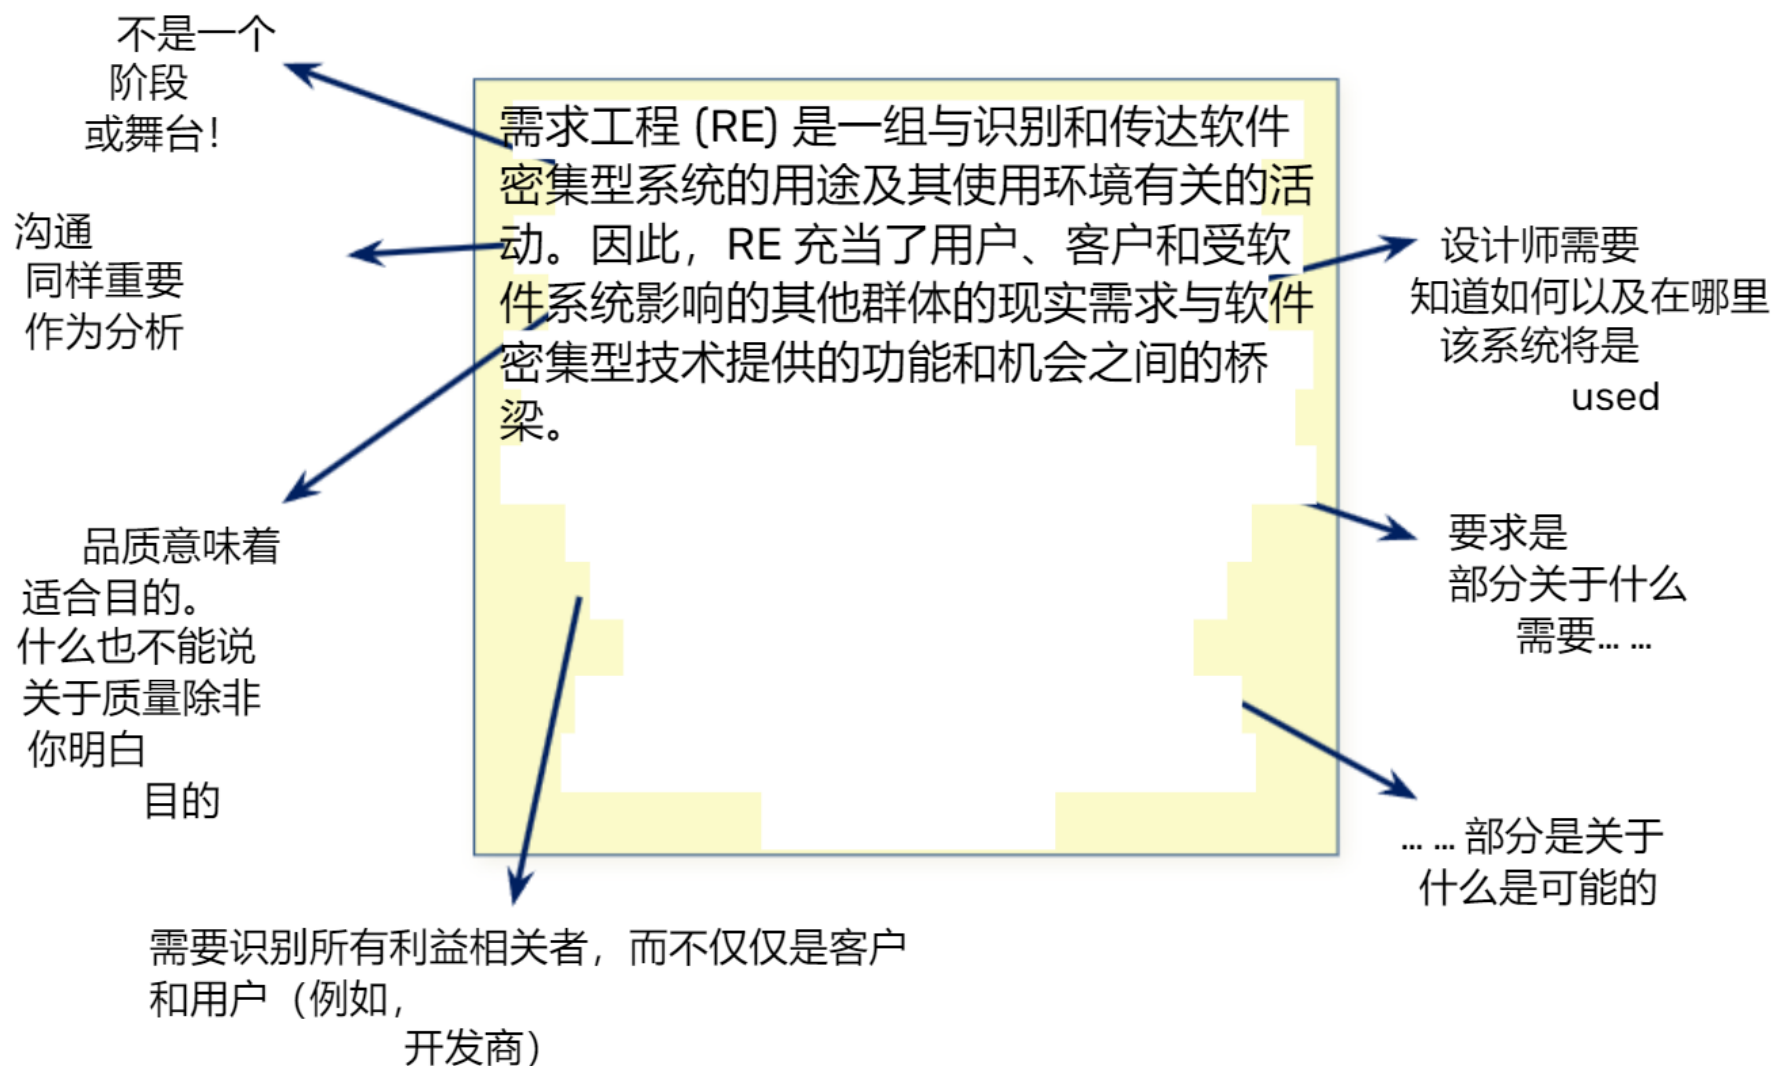 不是一个
阶段
或舞台！
沟通
同样重要
作为分析
品质意味着
适合目的。
什么也不能说
关于质量除非
你明白
目的
需求工程 (RE) 是一组与识别和传达软件
密集型系统的用途及其使用环境有关的活
动。因此，RE 充当了用户、客户和受软
件系统影响的其他群体的现实需求与软件
密集型技术提供的功能和机会之间的桥
梁。
设计师需要
知道如何以及在哪里
该系统将是
used
要求是
部分关于什么
需要... ...
... ... 部分是关于
什么是可能的
需要识别所有利益相关者，而不仅仅是客户
和用户（例如，
开发商）